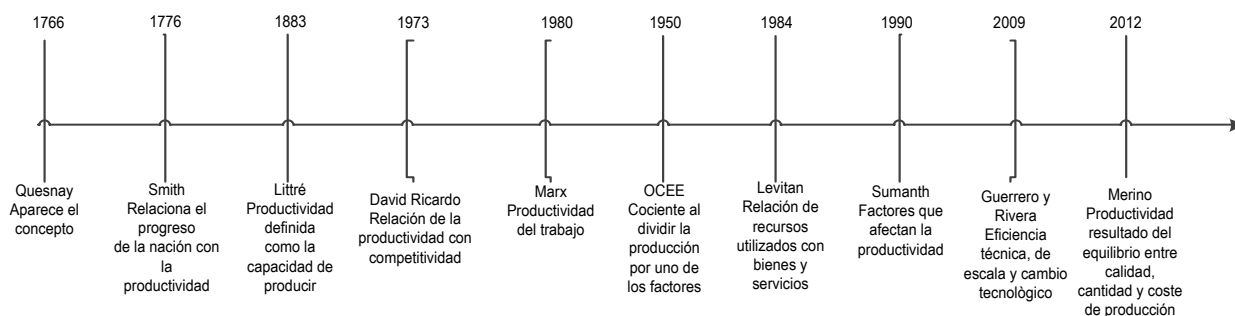 1766
1776
1883
1973
1980
1950
1984
1990
2009
2012
Quesnay
Aparece el
concepto
Smith
Relaciona el
progreso
de la nación con
la
productividad
Littré
Productividad
definida
como la
capacidad de
producir
David Ricardo
Relación de la
productividad con
competitividad
Marx
Productividad
del trabajo
OCEE
Cociente al
dividir la
producción
por uno de
los factores
Levitan
Relación de
recursos
utilizados con
bienes y
servicios
Sumanth
Factores que
afectan la
productividad
Guerrero y
Rivera
Eficiencia
técnica, de
escala y cambio
tecnològico
Merino
Productividad
resultado del
equilibrio entre
calidad,
cantidad y coste
de producción